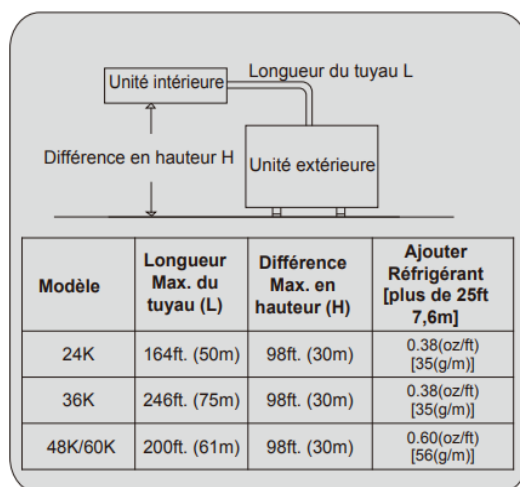 Longueur du tuyau L
Unité intérieure
Différence en hauteur H
Unité extérieure
Modèle
Longueur
Max. du
tuyau (L)
Différence
Max. en
hauteur (H)
Ajouter
Réfrigérant
[plus de 25ft
7,6m]
24K
164ft. (50m)
98ft. (30m)
0.38(oz/ft)
[35(g/m)]
36K
246ft. (75m)
98ft. (30m)
0.38(oz/ft)
[35(g/m)]
48K/60K
200ft. (61m)
98ft. (30m)
0.60(oz/ft)
[56(g/m)]